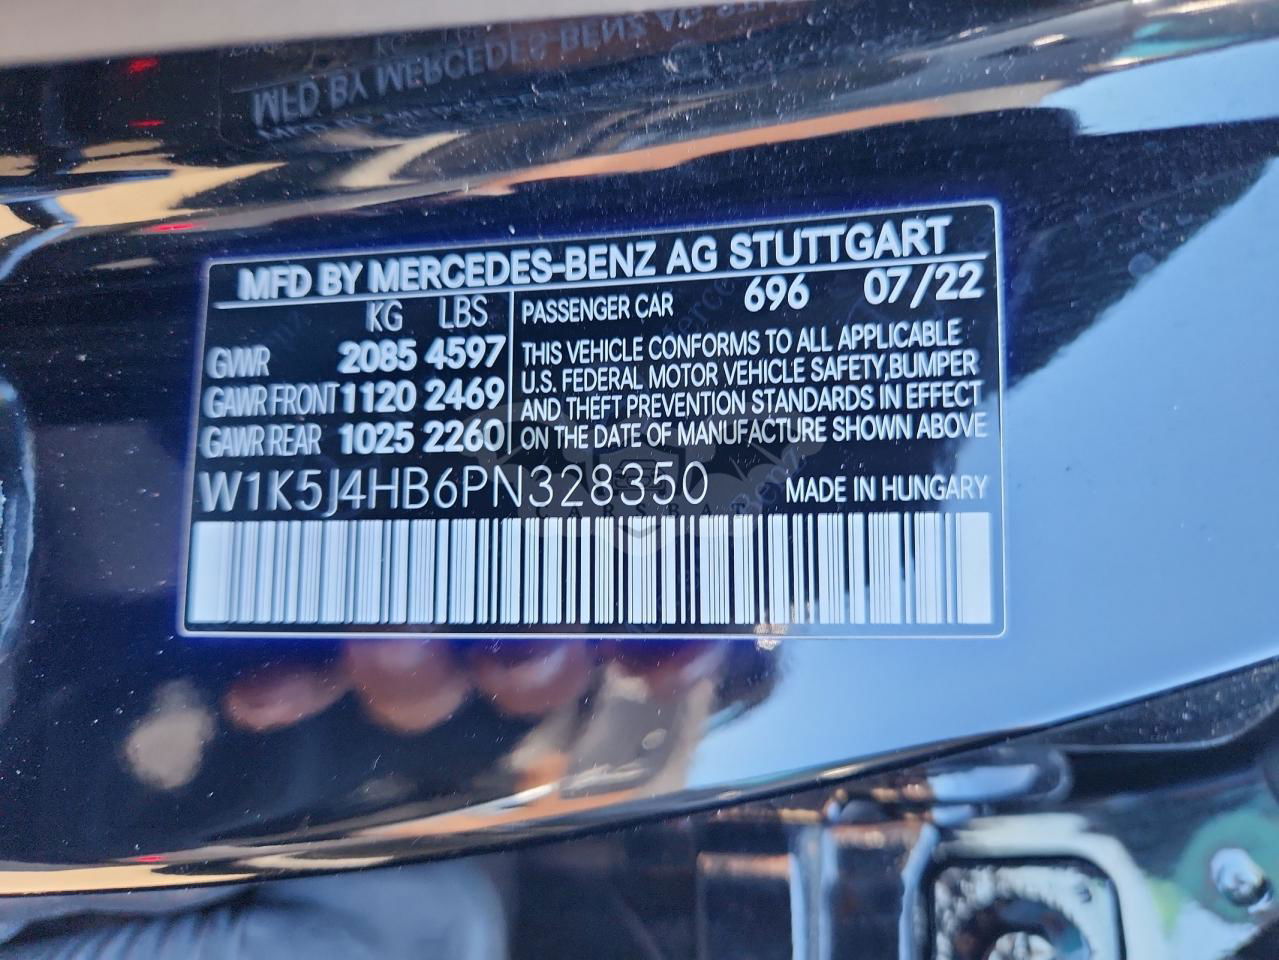 MFD BY MERCEDES-BENZ AG STUTTGART
KG LBS
GVWR 2085 4597
GAWR FRONT 1120 2469
GAWR REAR 1025 2260
PASSENGER CAR 696 07/22
THIS VEHICLE CONFORMS TO ALL APPLICABLE
U.S. FEDERAL MOTOR VEHICLE SAFETY,BUMPER
AND THEFT PREVENTION STANDARDS IN EFFECT
ON THE DATE OF MANUFACTURE SHOWN ABOVE
W1K5J4HB6PN328350 MADE IN HUNGARY
CARSBAT